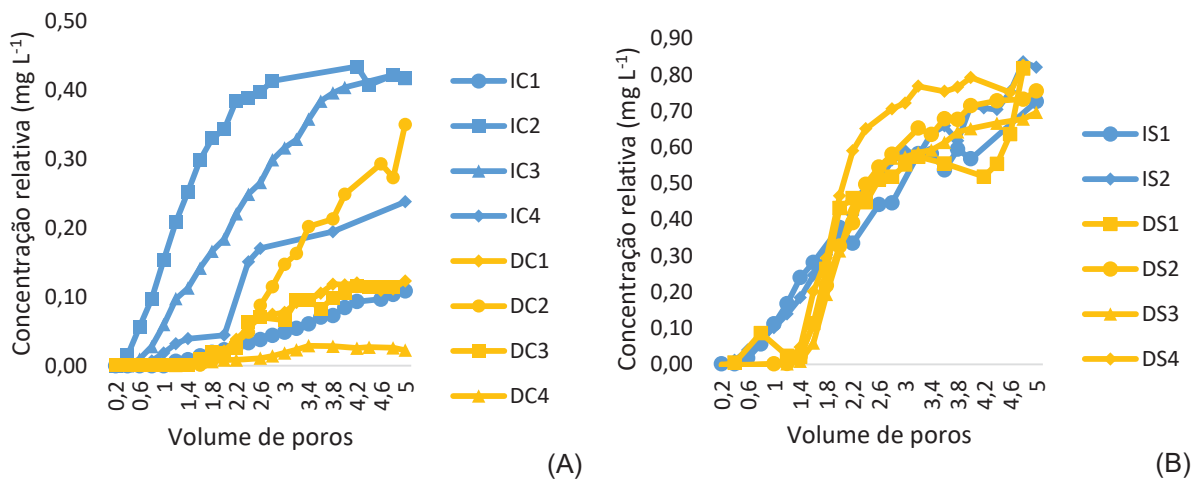 Concentração relativa (mg L⁻¹)
0,50
0,40
0,30
0,20
0,10
0,00
0,2
0,6
1
1,4
1,8
2,2
2,6
3
3,4
3,8
4,2
4,6
5
Volume de poros
IC1
IC2
IC3
IC4
DC1
DC2
DC3
DC4
(A)
Concentração relativa (mg L⁻¹)
0,90
0,80
0,70
0,60
0,50
0,40
0,30
0,20
0,10
0,00
0,2
0,6
1
1,4
1,8
2,2
2,6
3
3,4
3,8
4,2
4,6
5
Volume de poros
IS1
IS2
DS1
DS2
DS3
DS4
(B)